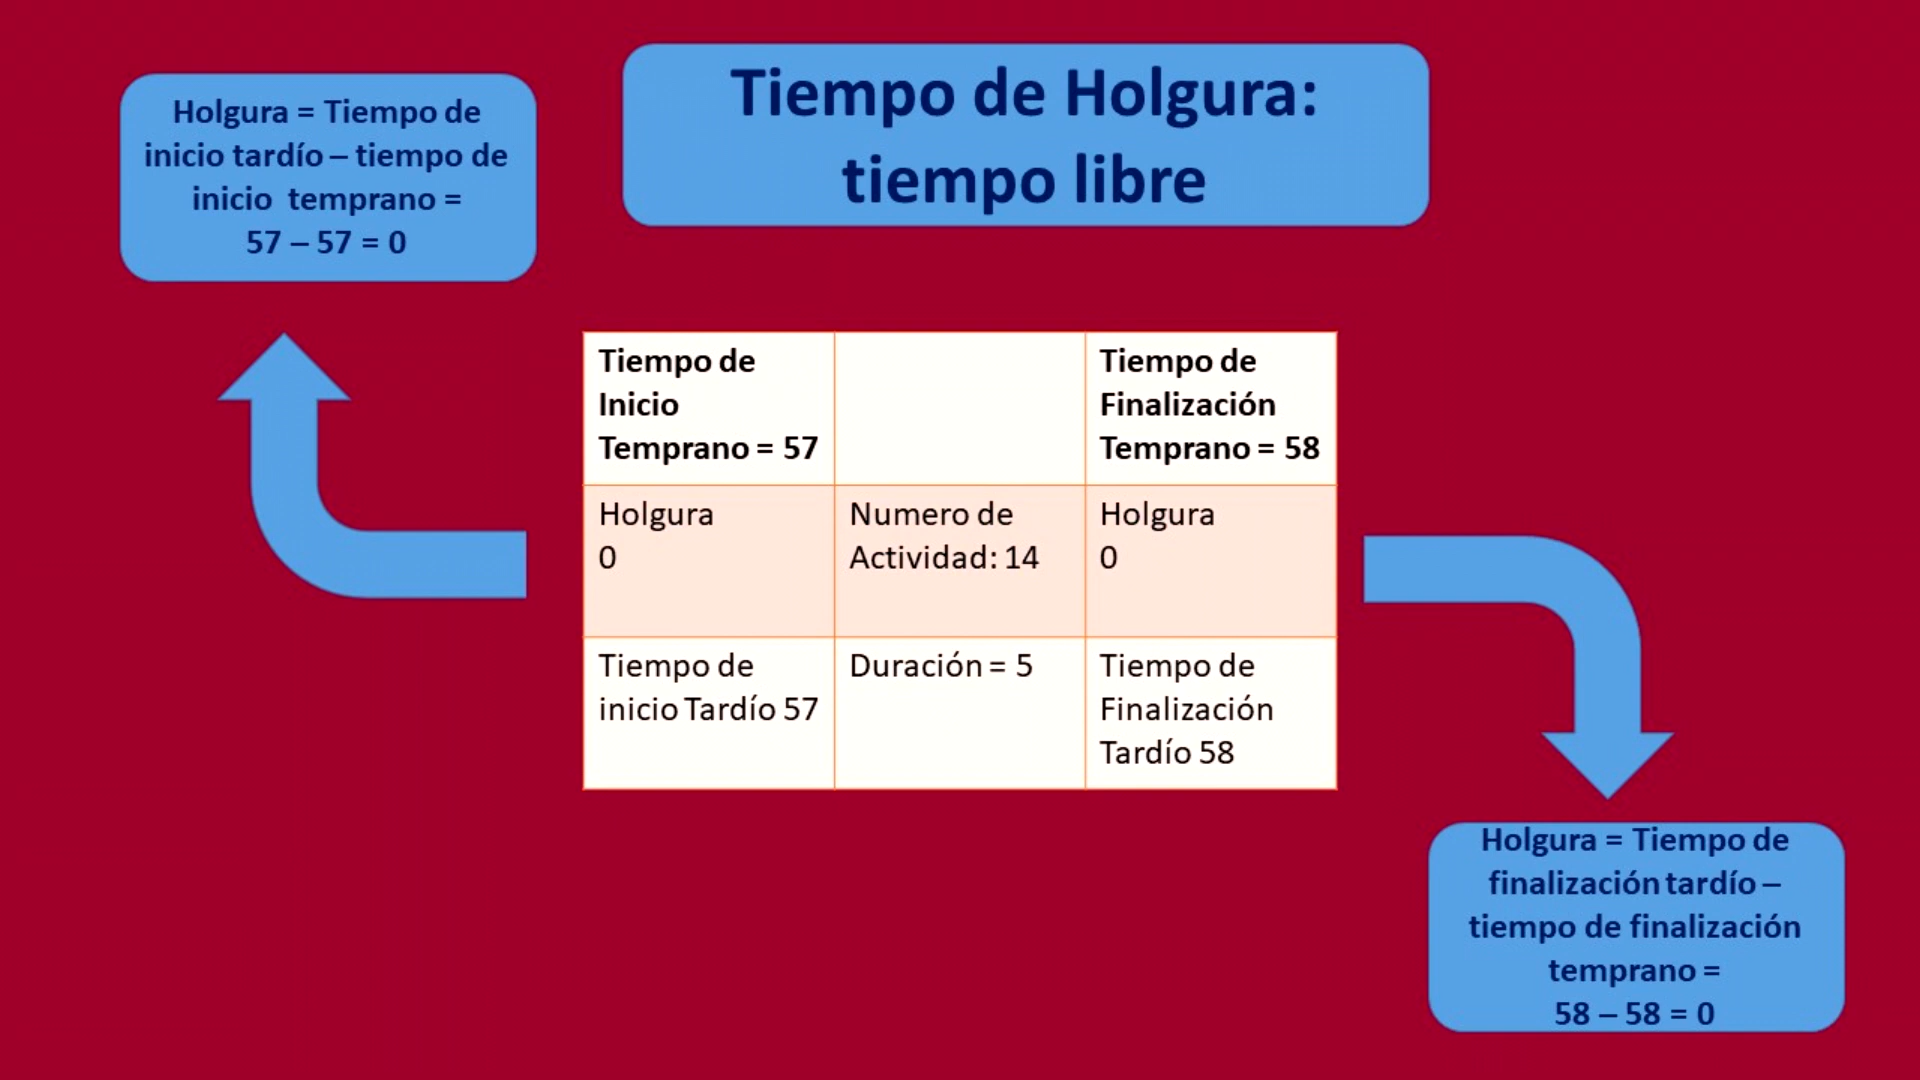 Holgura = Tiempo de
inicio tardío – tiempo de
inicio temprano =
57 – 57 = 0
Tiempo de Holgura:
tiempo libre
Tiempo de
Inicio
Temprano = 57
Tiempo de
Finalización
Temprano = 58
Holgura
0
Numero de
Actividad: 14
Holgura
0
Tiempo de
inicio Tardío 57
Duración = 5
Tiempo de
Finalización
Tardío 58
Holgura = Tiempo de
finalización tardío –
tiempo de finalización
temprano =
58 – 58 = 0